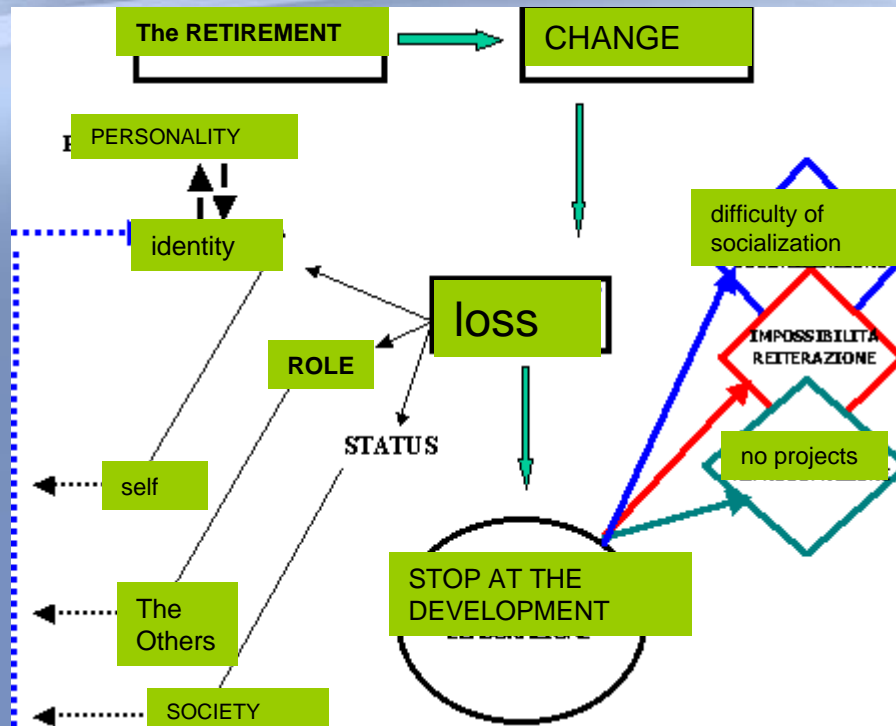 The RETIREMENT
CHANGE
PERSONALITY
identity
difficulty of
socialization
loss
IMPOSSIBILITA
REITERAZIONE
ROLE
STATUS
no projects
self
STOP AT THE
DEVELOPMENT
The
Others
SOCIETY